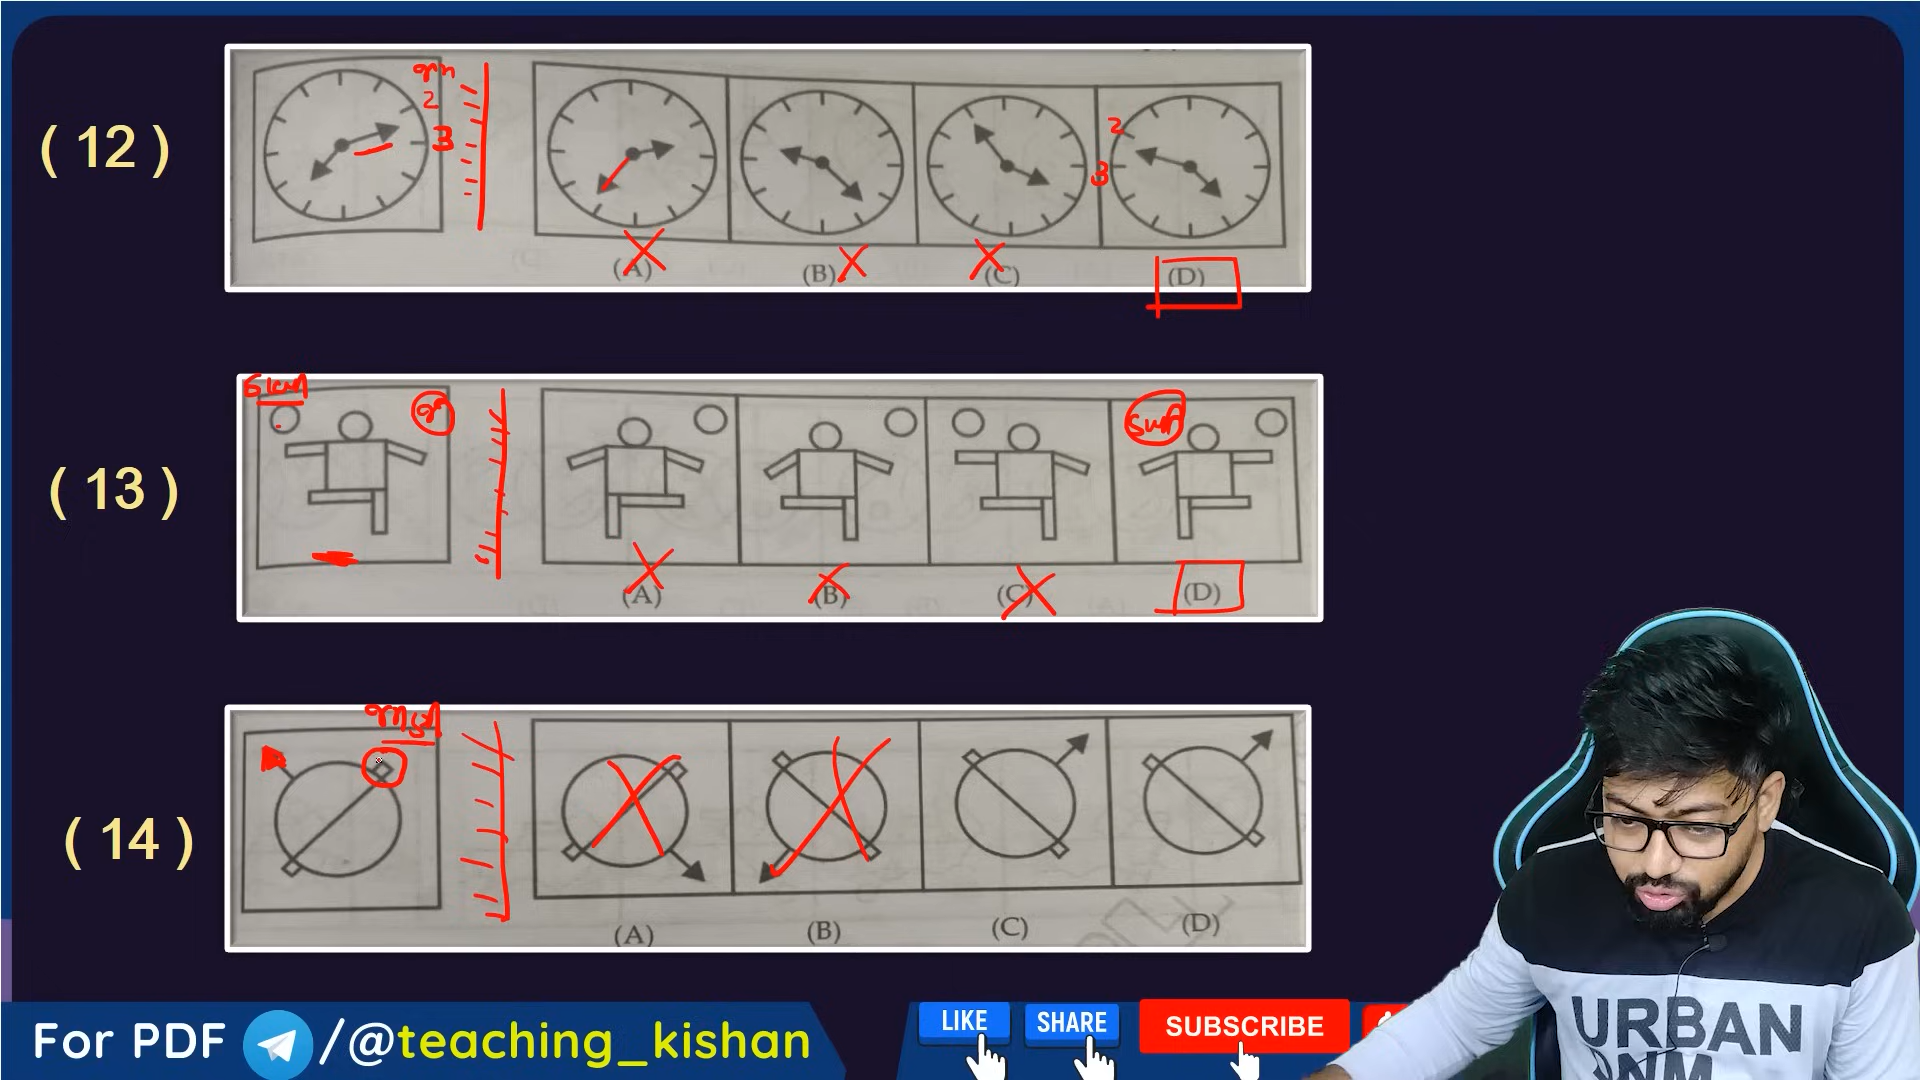 ( 12 )
2
3
2
3
(A)
(B)
(C)
(D)
( 13 )
(A)
(B)
(C)
(D)
( 14 )
(A)
(B)
(C)
(D)
For PDF /@teaching_kishan
LIKE
SHARE
SUBSCRIBE
URBAN